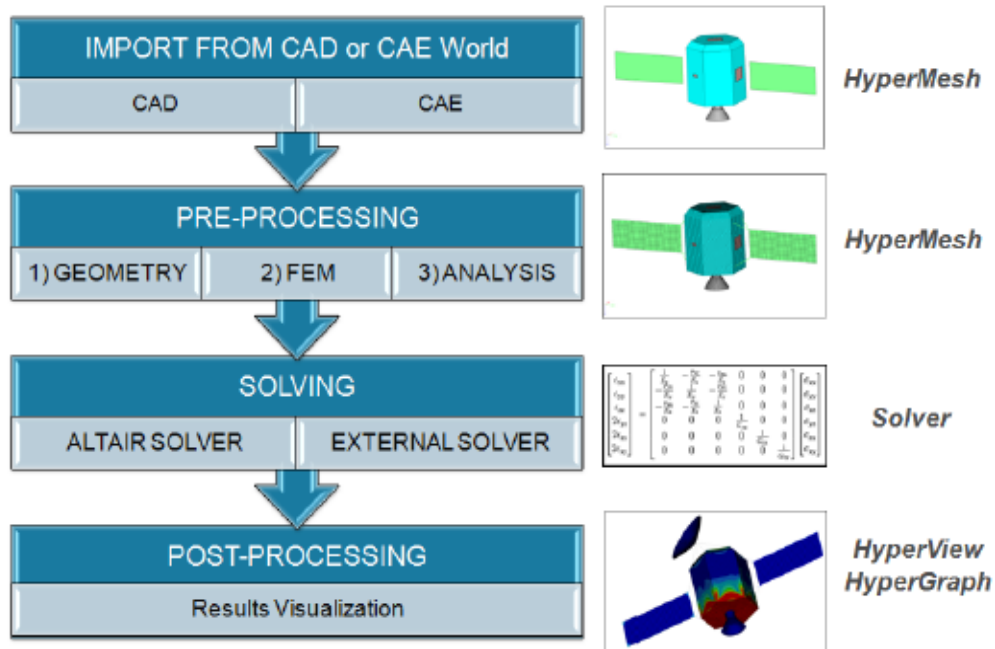 IMPORT FROM CAD or CAE World
CAD
CAE
HyperMesh
PRE-PROCESSING
1) GEOMETRY
2) FEM
3) ANALYSIS
HyperMesh
SOLVING
ALTAIR SOLVER
EXTERNAL SOLVER
Solver
POST-PROCESSING
Results Visualization
HyperView
HyperGraph